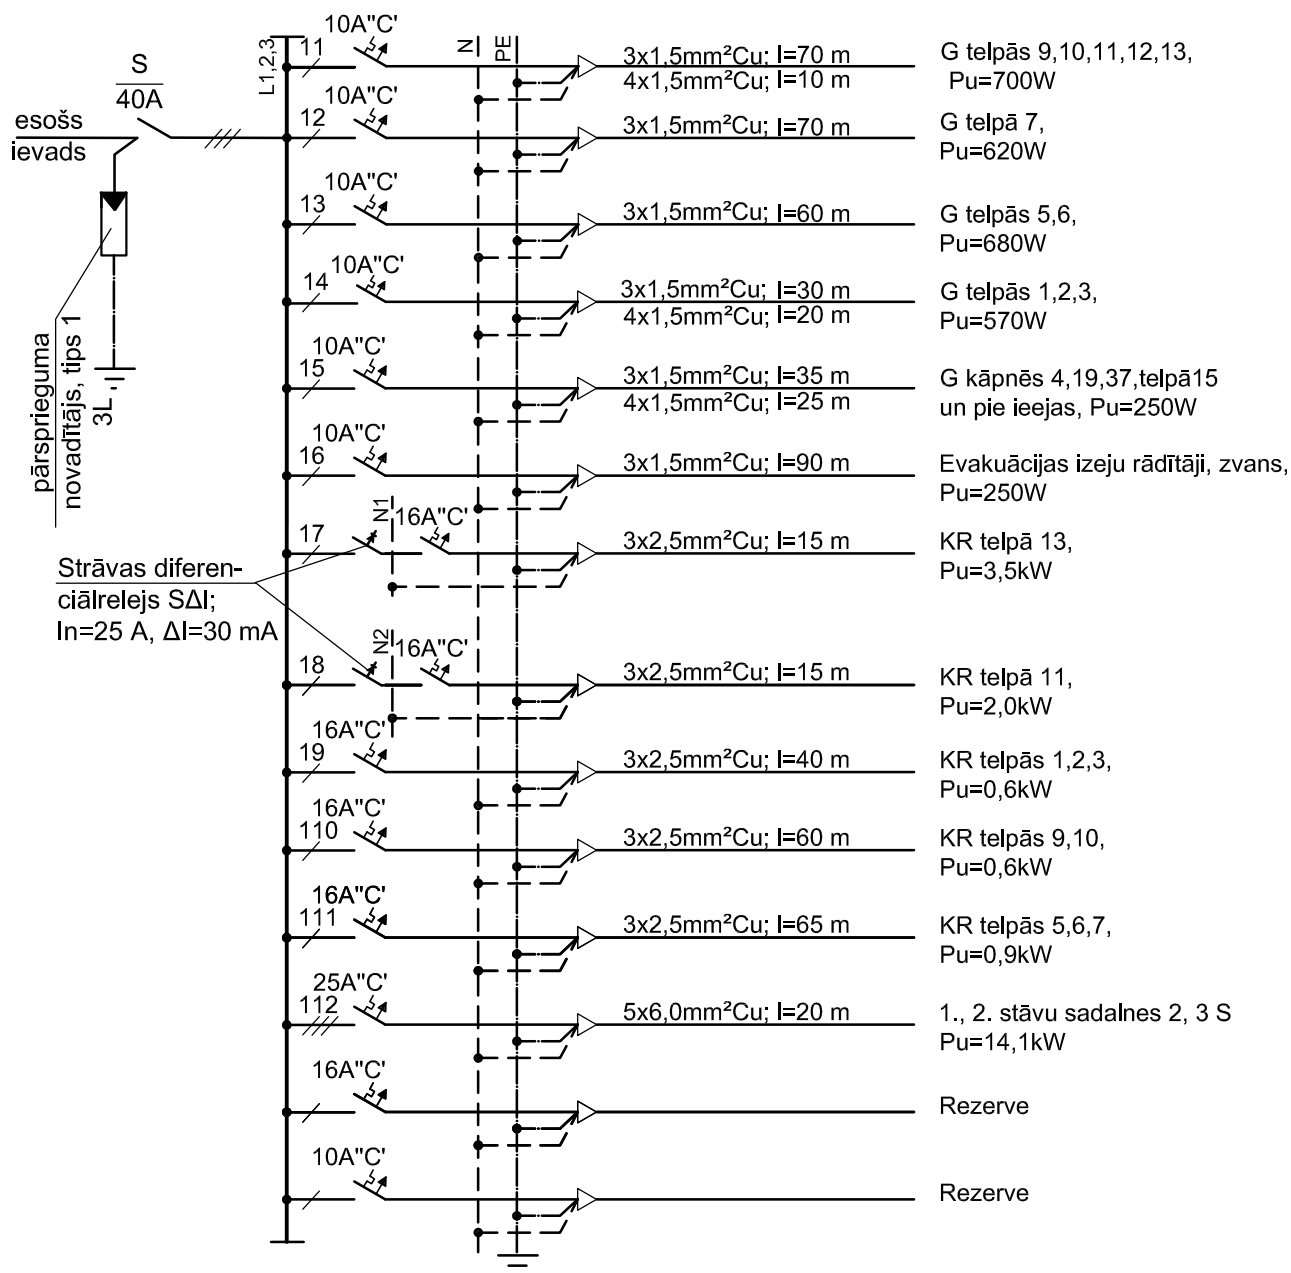 S
40A
esošs
ievads
pārsprieguma
novadītājs, tips 1
3L
Strāvas diferen-
ciālrelejs SΔI;
In=25 A, ΔI=30 mA
L1,2,3
N
PE
11
10A"C'
3x1,5mm²Cu; l=70 m
4x1,5mm²Cu; l=10 m
G telpās 9,10,11,12,13,
Pu=700W
12
10A"C'
3x1,5mm²Cu; l=70 m
G telpā 7,
Pu=620W
13
10A"C'
3x1,5mm²Cu; l=60 m
G telpās 5,6,
Pu=680W
14
10A"C'
3x1,5mm²Cu; l=30 m
4x1,5mm²Cu; l=20 m
G telpās 1,2,3,
Pu=570W
15
10A"C'
3x1,5mm²Cu; l=35 m
4x1,5mm²Cu; l=25 m
G kāpnēs 4,19,37,telpā15
un pie ieejas, Pu=250W
16
10A"C'
3x1,5mm²Cu; l=90 m
Evakuācijas izeju rādītāji, zvans,
Pu=250W
17
N1
16A"C'
3x2,5mm²Cu; l=15 m
KR telpā 13,
Pu=3,5kW
18
N2
16A"C'
3x2,5mm²Cu; l=15 m
KR telpā 11,
Pu=2,0kW
19
16A"C'
3x2,5mm²Cu; l=40 m
KR telpās 1,2,3,
Pu=0,6kW
110
16A"C'
3x2,5mm²Cu; l=60 m
KR telpās 9,10,
Pu=0,6kW
111
16A"C'
3x2,5mm²Cu; l=65 m
KR telpās 5,6,7,
Pu=0,9kW
112
25A"C'
5x6,0mm²Cu; l=20 m
1., 2. stāvu sadalnes 2, 3 S
Pu=14,1kW
16A"C'
Rezerve
10A"C'
Rezerve